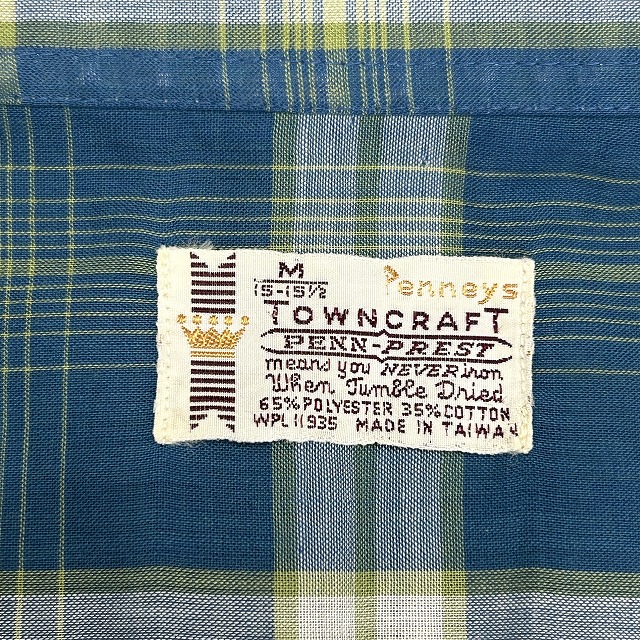 M
15-15½
Penneys
TOWNCRAFT
PENN-PREST
means you NEVER iron
When Tumble Dried
65% POLYESTER 35% COTTON
WPL 11935 MADE IN TAIWAN